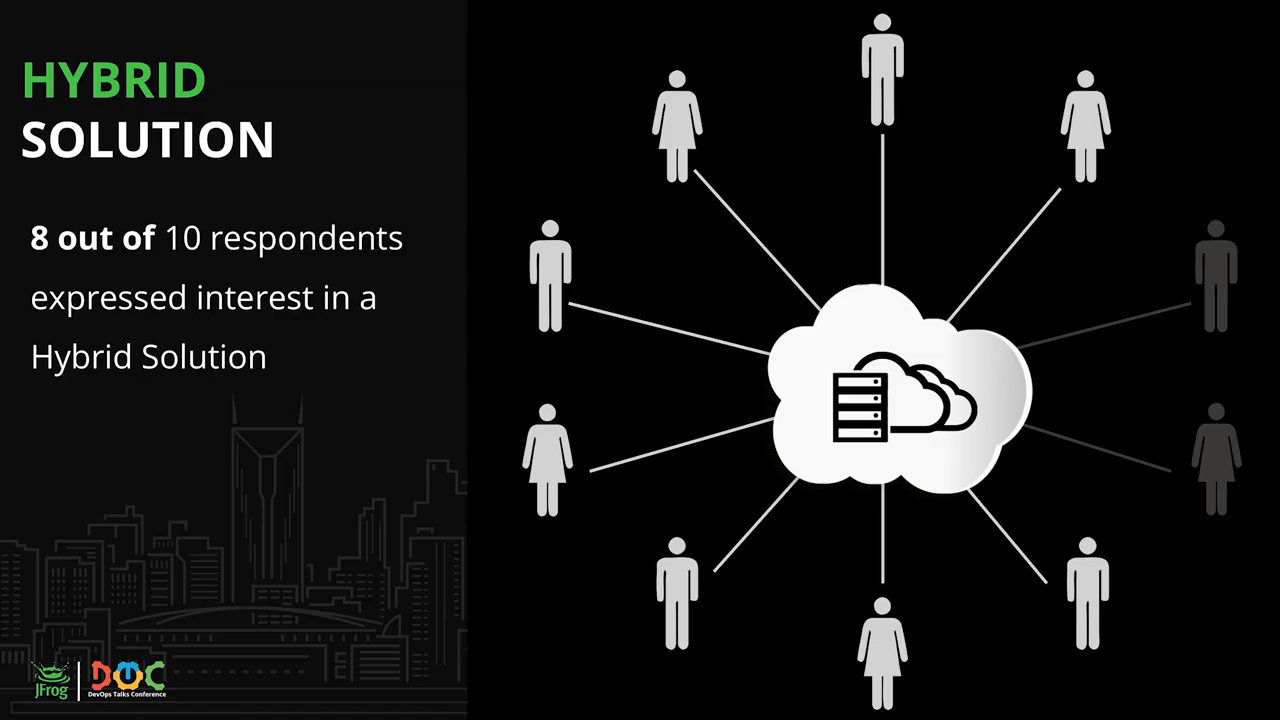 HYBRID
SOLUTION
8 out of 10 respondents
expressed interest in a
Hybrid Solution
JFrog
DOC
DevOps Talks Conference